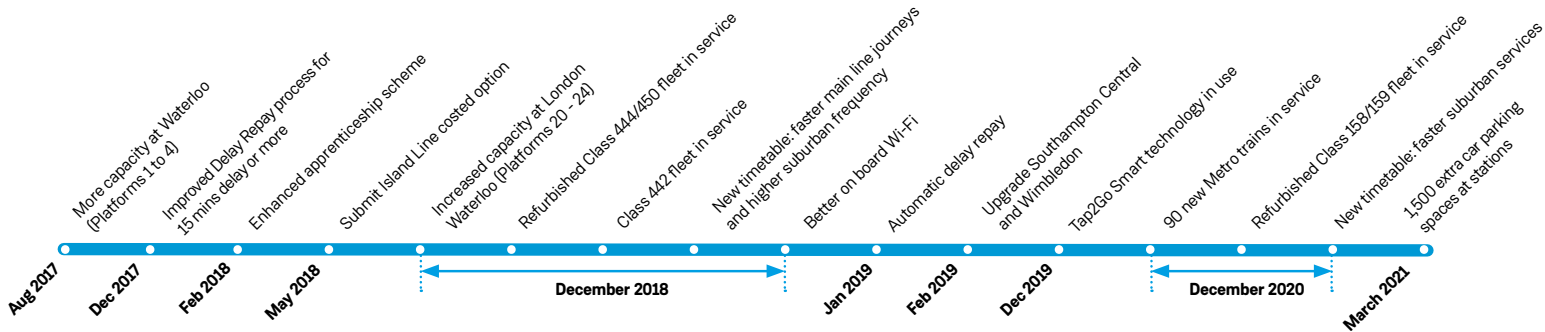 More capacity at Waterloo
(Platforms 1 to 4)
Improved Delay Repay process for
15 mins delay or more
Enhanced apprenticeship scheme
Submit Island Line costed option
Increased capacity at London
Waterloo (Platforms 20 - 24)
Refurbished Class 444/450 fleet in service
Class 442 fleet in service
New timetable: faster main line journeys
and higher suburban frequency
Better on board Wi-Fi
Automatic delay repay
Upgrade Southampton Central
and Wimbledon
Tap2Go Smart technology in use
90 new Metro trains in service
Refurbished Class 158/159 fleet in service
New timetable: faster suburban services
1,500 extra car parking
spaces at stations
Aug 2017
Dec 2017
Feb 2018
May 2018
December 2018
Jan 2019
Feb 2019
Dec 2019
December 2020
March 2021